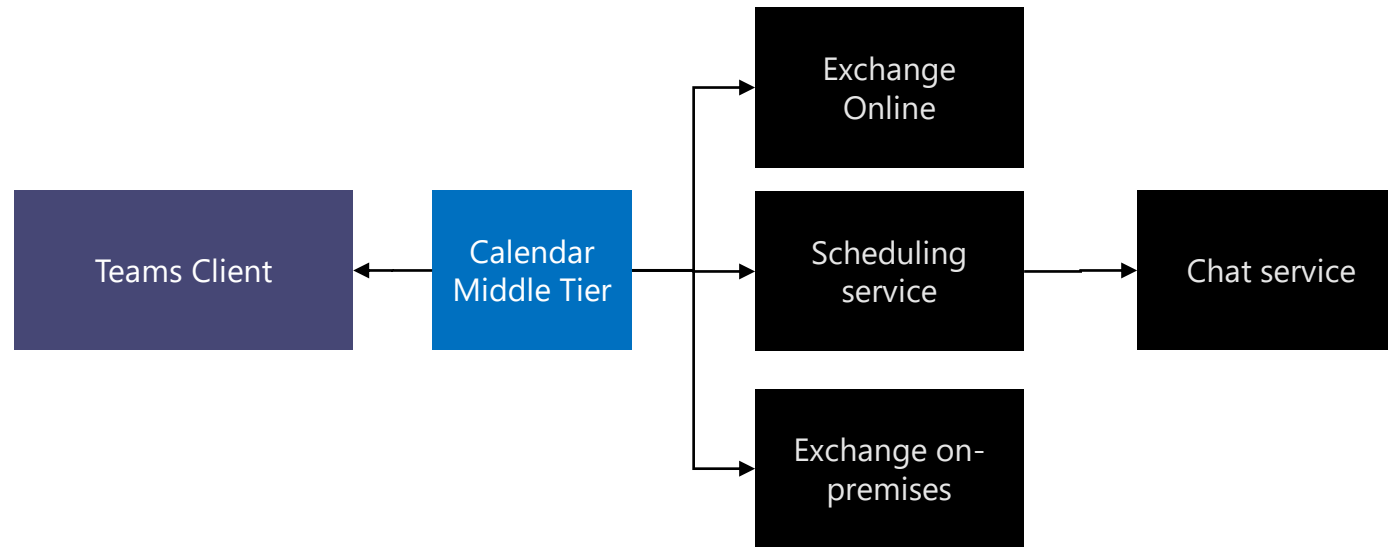 Exchange
Online
Teams Client
Calendar
Middle Tier
Scheduling
service
Chat service
Exchange on-
premises